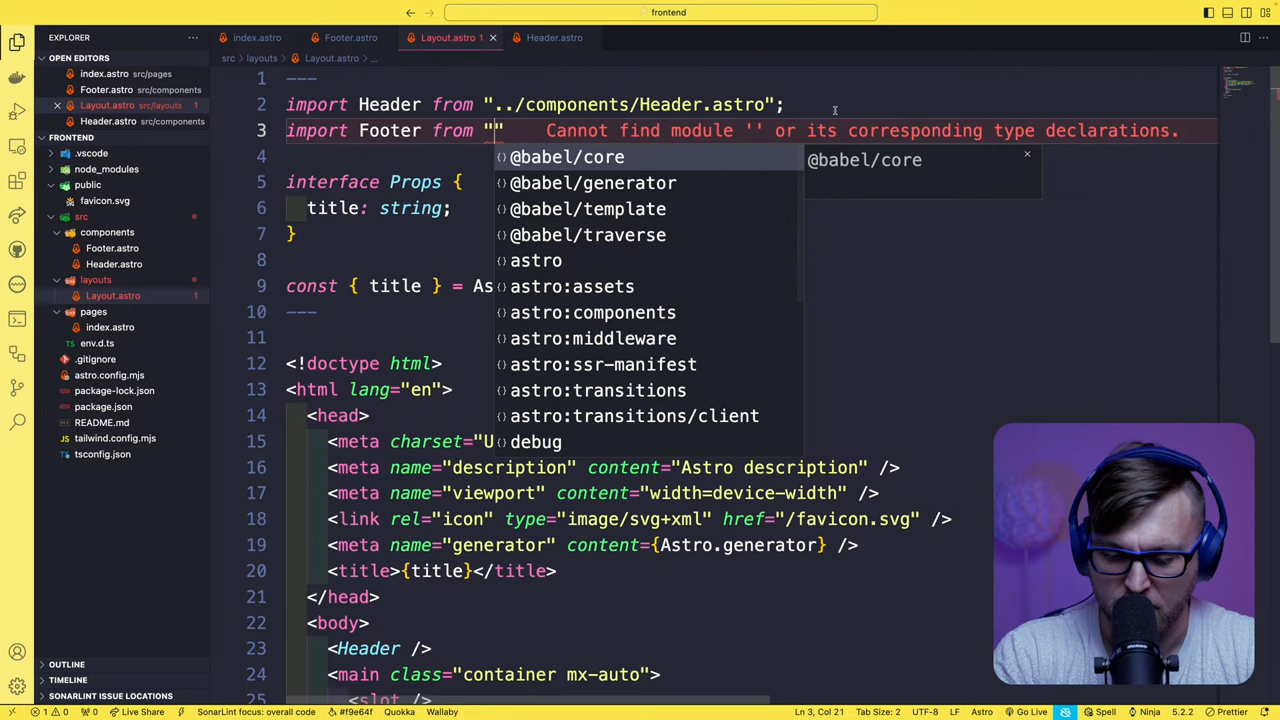 frontend
EXPLORER
index.astro
Footer.astro
Layout.astro 1
Header.astro
OPEN EDITORS
src > layouts > Layout.astro > ...
index.astro src/pages
Footer.astro src/components
Layout.astro src/layouts 1
Header.astro src/components
FRONTEND
.vscode
node_modules
public
favicon.svg
src
components
Footer.astro
Header.astro
layouts
Layout.astro 1
pages
index.astro
env.d.ts
.gitignore
astro.config.mjs
package-lock.json
package.json
README.md
tailwind.config.mjs
tsconfig.json
OUTLINE
TIMELINE
SONARLINT ISSUE LOCATIONS
1 ---
2 import Header from "../components/Header.astro";
3 import Footer from "" Cannot find module '' or its corresponding type declarations.
4
5 interface Props {
6 title: string;
7 }
8
9 const { title } = As
10 ---
11
12 <!doctype html>
13 <html lang="en">
14 <head>
15 <meta charset="U
16 <meta name="description" content="Astro description" />
17 <meta name="viewport" content="width=device-width" />
18 <link rel="icon" type="image/svg+xml" href="/favicon.svg" />
19 <meta name="generator" content={Astro.generator} />
20 <title>{title}</title>
21 </head>
22 <body>
23 <Header />
24 <main class="container mx-auto">
25 <slot />
{} @babel/core
{} @babel/generator
{} @babel/template
{} @babel/traverse
{} astro
{} astro:assets
{} astro:components
{} astro:middleware
{} astro:ssr-manifest
{} astro:transitions
{} astro:transitions/client
{} debug
@babel/core
1 0 0 Live Share SonarLint focus: overall code #f9e64f Quokka Wallaby Ln 3, Col 21 Tab Size: 2 UTF-8 LF Astro Go Live Spell Ninja 5.2.2 Prettier